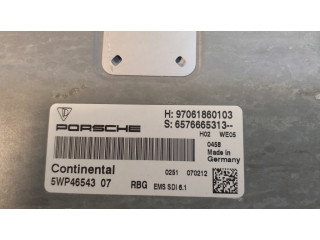 H: 97061860103
S: 6576665313--
PORSCHE
H02 WE05
0458
Made in
Germany
Continental
0251 070212
5WP46543 07 RBG EMS SDI 6.1